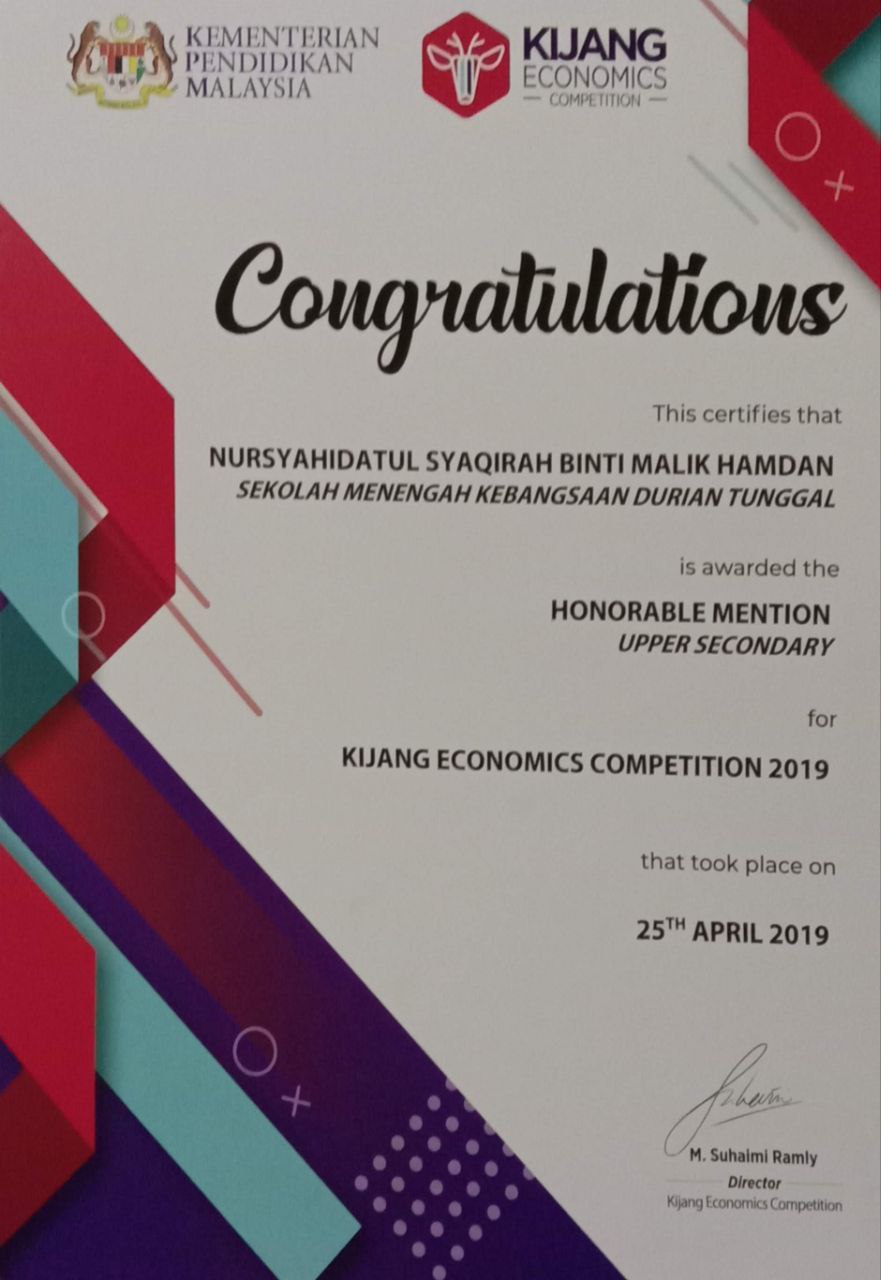 KEMENTERIAN
PENDIDIKAN
MALAYSIA
KIJANG
ECONOMICS
COMPETITION
Congratulations
This certifies that
NURSYAHIDATUL SYAQIRAH BINTI MALIK HAMDAN
SEKOLAH MENENGAH KEBANGSAAN DURIAN TUNGGAL
is awarded the
HONORABLE MENTION
UPPER SECONDARY
for
KIJANG ECONOMICS COMPETITION 2019
that took place on
25TH APRIL 2019
M. Suhaimi Ramly
Director
Kijang Economics Competition